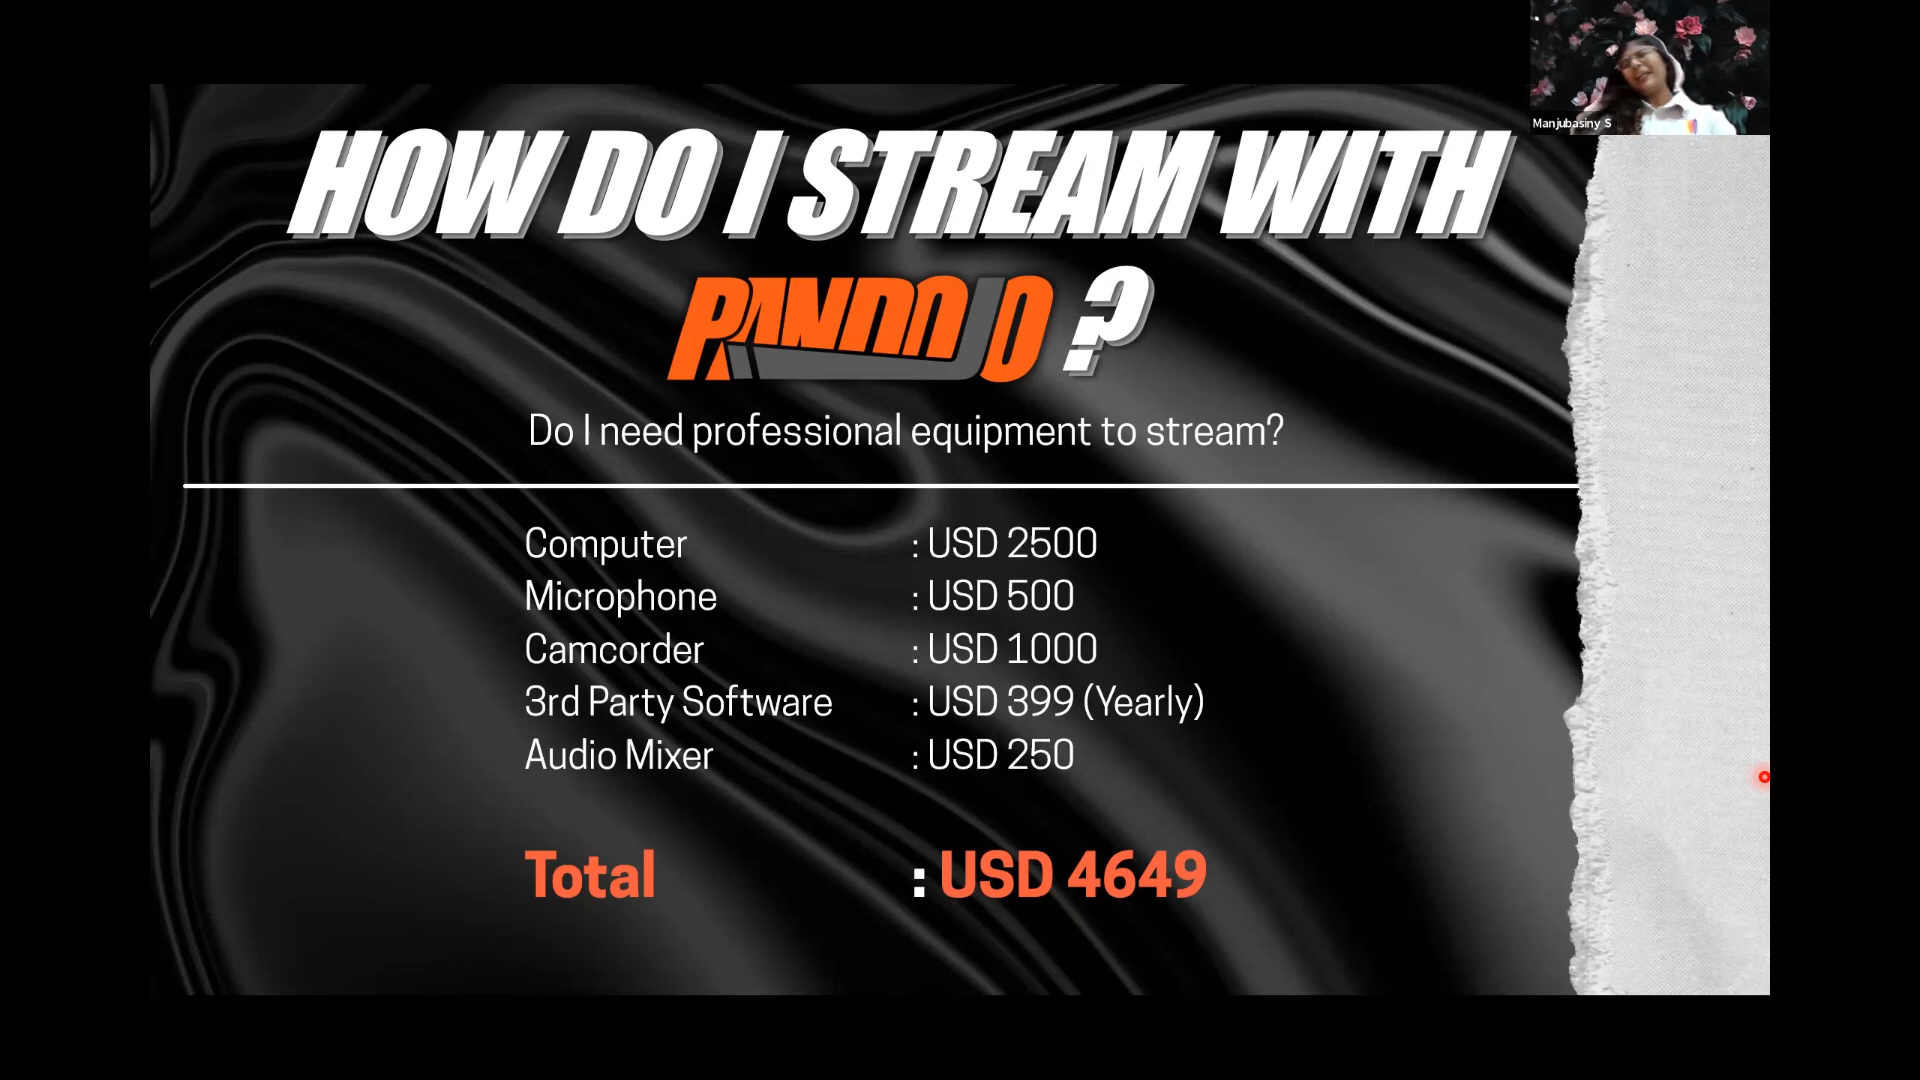 Manjubasiny S
HOW DO I STREAM WITH
PANDOJO ?
Do I need professional equipment to stream?
Computer : USD 2500
Microphone : USD 500
Camcorder : USD 1000
3rd Party Software : USD 399 (Yearly)
Audio Mixer : USD 250
Total : USD 4649